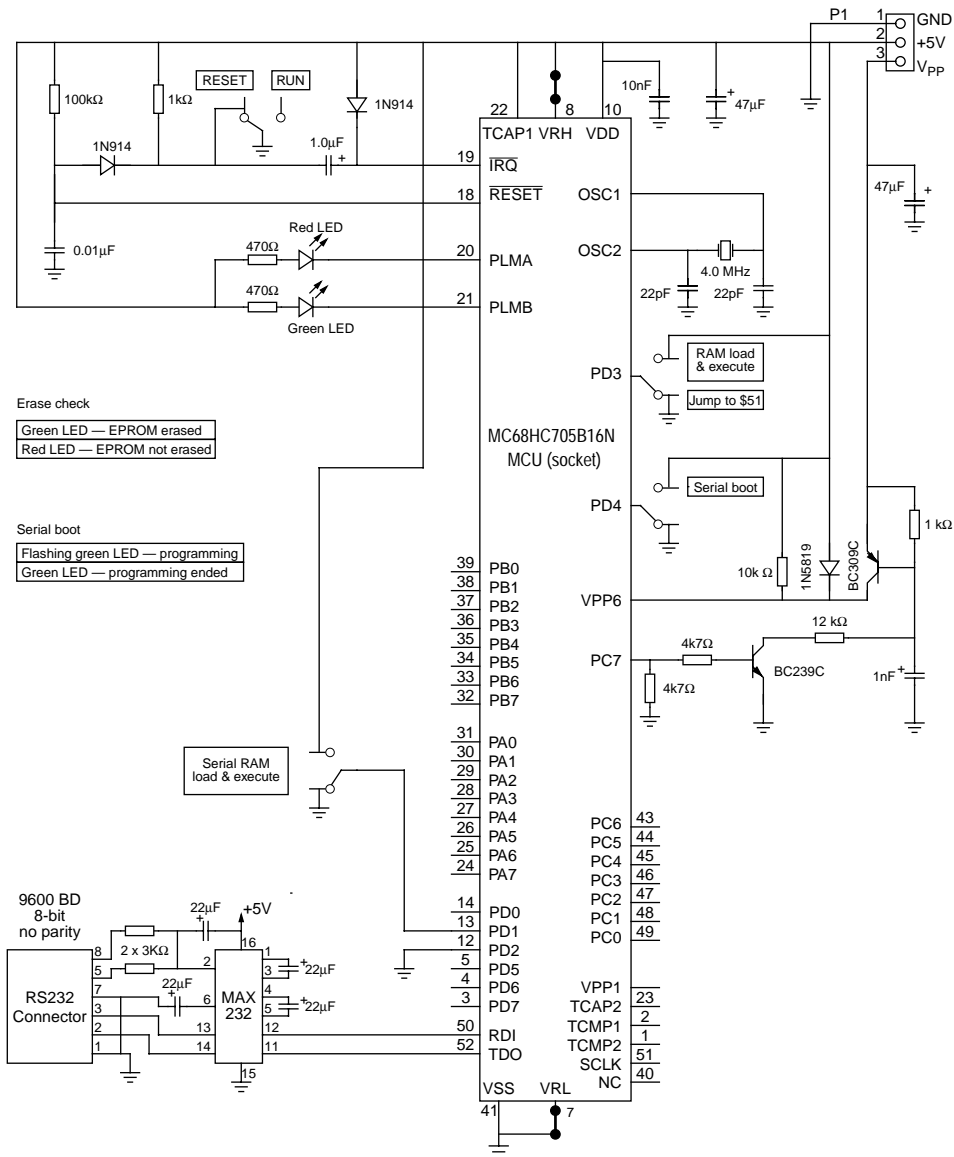 P1
1
GND
2
+5V
3
VPP
RESET
RUN
100kΩ
1kΩ
1N914
1N914
1.0µF
+
22
8
10
10nF
+
47µF
TCAP1
VRH
VDD
19
IRQ
18
RESET
OSC1
47µF
+
0.01µF
Red LED
470Ω
20
PLMA
OSC2
4.0 MHz
470Ω
21
PLMB
22pF
22pF
Green LED
RAM load
& execute
PD3
Jump to $51
Erase check
Green LED — EPROM erased
Red LED — EPROM not erased
MC68HC705B16N
MCU (socket)
Serial boot
PD4
1 kΩ
Serial boot
Flashing green LED — programming
Green LED — programming ended
10k Ω
1N5819
BC309C
VPP6
39
PB0
38
PB1
37
PB2
36
PB3
35
PB4
34
PB5
33
PB6
32
PB7
12 kΩ
PC7
4k7Ω
4k7Ω
BC239C
1nF
+
31
PA0
30
PA1
29
PA2
28
PA3
27
PA4
26
PA5
25
PA6
24
PA7
Serial RAM
load & execute
PC6
43
PC5
44
PC4
45
PC3
46
PC2
47
PC1
48
PC0
49
14
PD0
13
PD1
12
PD2
5
PD5
4
PD6
3
PD7
9600 BD
8-bit
no parity
22µF
+
+5V
16
8
2 x 3KΩ
5
2
1
3
+
22µF
7
22µF
+
6
MAX
232
4
5
+
22µF
RS232
Connector
3
13
12
50
RDI
2
14
11
52
TDO
1
15
VPP1
TCAP2
23
TCMP1
2
TCMP2
1
SCLK
51
NC
40
VSS
VRL
41
7